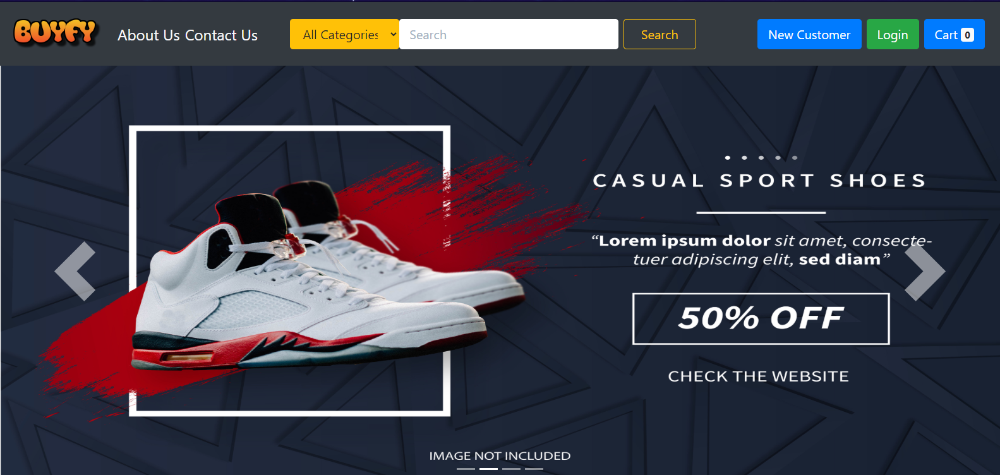 BUYFY
About Us Contact Us
All Categories
Search
Search
New Customer
Login
Cart 0
CASUAL SPORT SHOES
“Lorem ipsum dolor sit amet, consecte-
tuer adipiscing elit, sed diam”
50% OFF
CHECK THE WEBSITE
IMAGE NOT INCLUDED